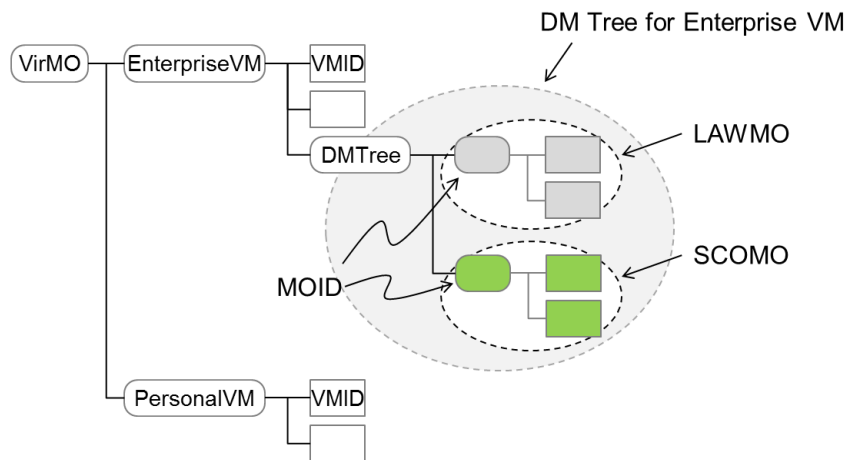 DM Tree for Enterprise VM
VirMO
EnterpriseVM
VMID
DMTree
LAWMO
SCOMO
MOID
PersonalVM
VMID